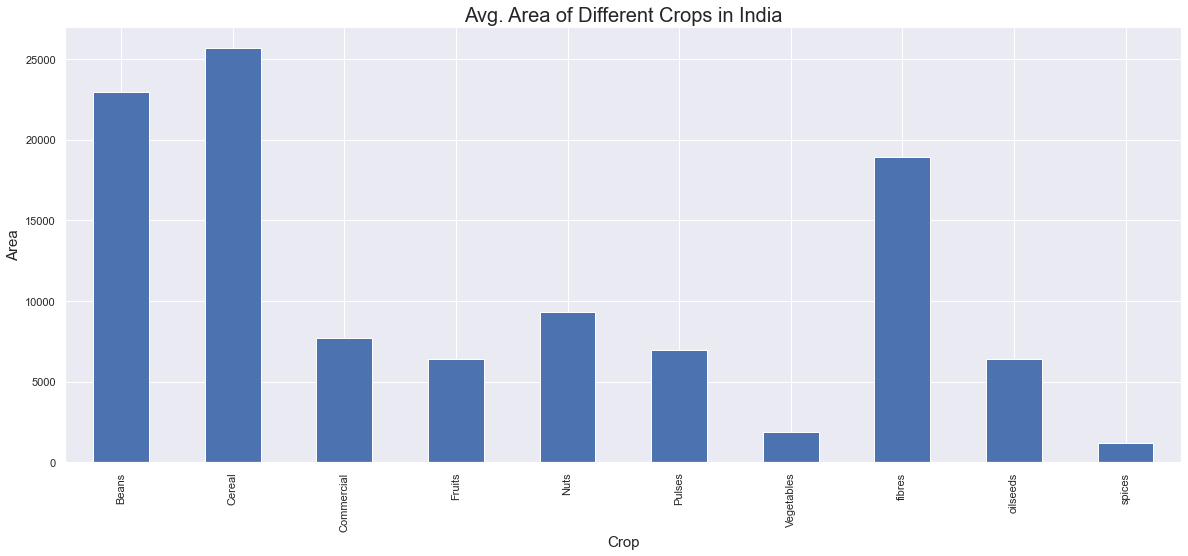 Avg. Area of Different Crops in India
25000
20000
15000
10000
5000
0
Area
Beans
Cereal
Commercial
Fruits
Nuts
Pulses
Vegetables
fibres
oilseeds
spices
Crop